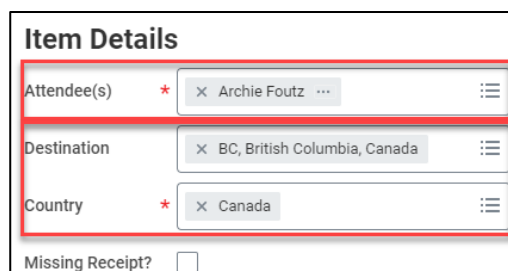 Item Details
Attendee(s) * × Archie Foutz ...
Destination × BC, British Columbia, Canada
Country * × Canada
Missing Receipt?